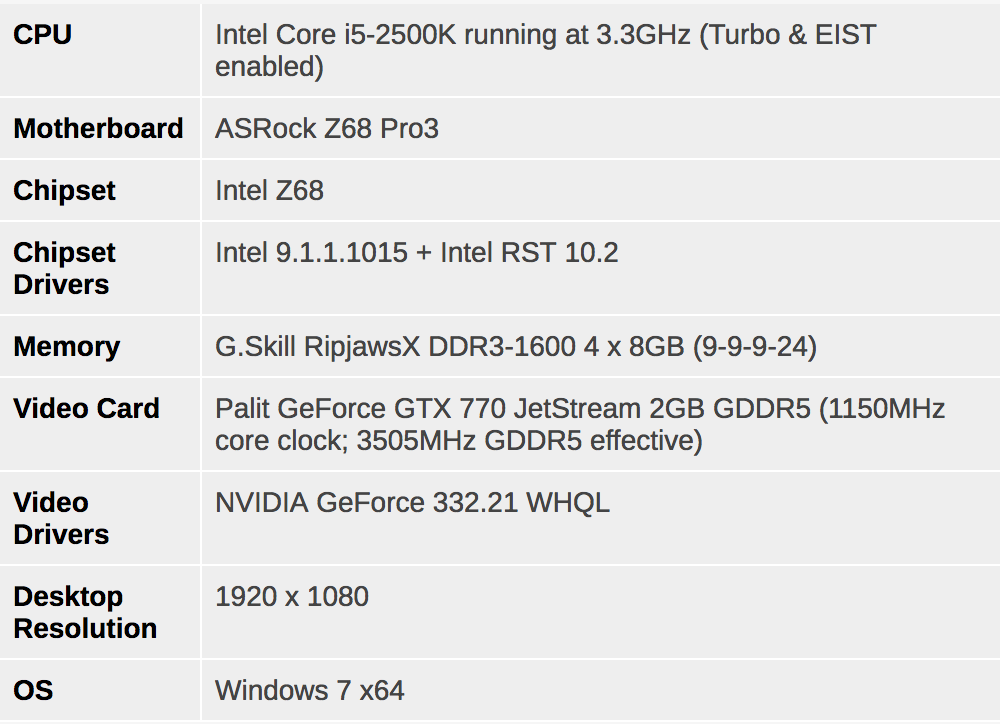 CPU
Intel Core i5-2500K running at 3.3GHz (Turbo & EIST
enabled)
Motherboard
ASRock Z68 Pro3
Chipset
Intel Z68
Chipset
Drivers
Intel 9.1.1.1015 + Intel RST 10.2
Memory
G.Skill RipjawsX DDR3-1600 4 x 8GB (9-9-9-24)
Video Card
Palit GeForce GTX 770 JetStream 2GB GDDR5 (1150MHz
core clock; 3505MHz GDDR5 effective)
Video
Drivers
NVIDIA GeForce 332.21 WHQL
Desktop
Resolution
1920 x 1080
OS
Windows 7 x64